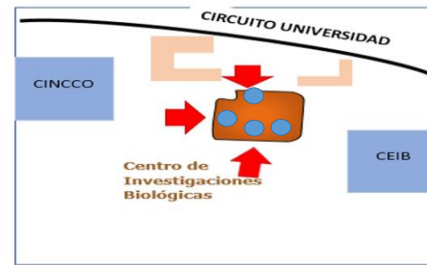 CIRCUITO UNIVERSIDAD
CINCCO
CEIB
Centro de
Investigaciones
Biológicas